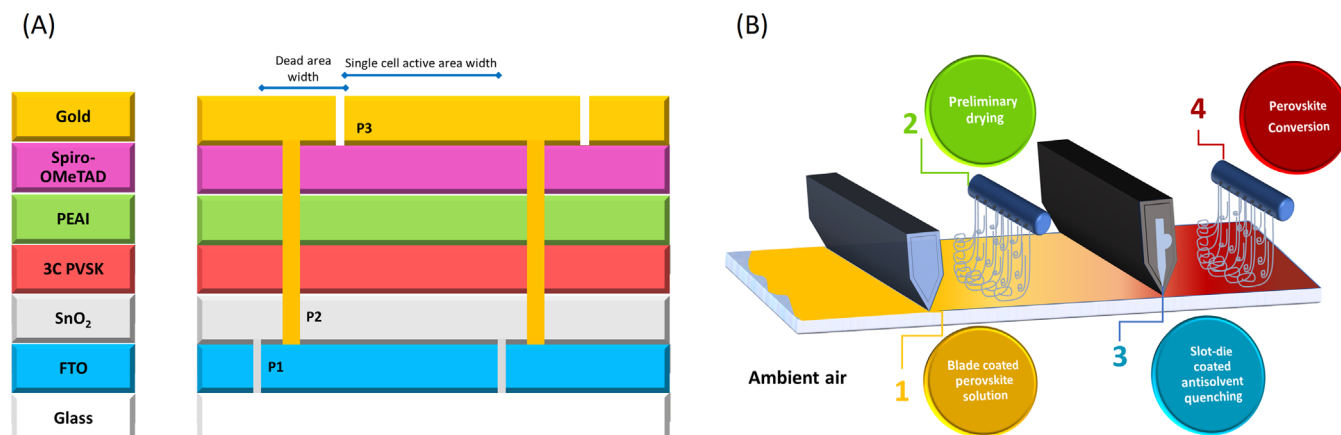 (A)
Dead area
width
Single cell active area width
Gold
Spiro-
OMeTAD
PEAI
3C PVSK
SnO₂
FTO
Glass
P3
P2
P1
(B)
2
Preliminary
drying
4
Perovskite
Conversion
Ambient air
1
Blade coated
perovskite
solution
3
Slot-die
coated
antisolvent
quenching